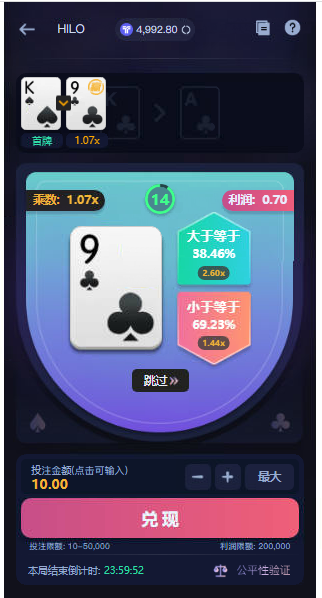 HILO
4,992.80
K
9
K
A
首牌
1.07x
乘数: 1.07x
14
利润: 0.70
9
大于等于
38.46%
2.60x
小于等于
69.23%
1.44x
跳过»
投注金额(点击可输入)
10.00
最大
兑现
投注限额: 10~50,000
利润限额: 200,000
本局结束倒计时: 23:59:52
公平性验证